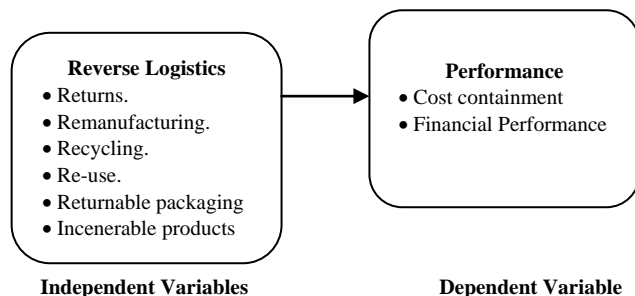 Reverse Logistics
• Returns.
• Remanufacturing.
• Recycling.
• Re-use.
• Returnable packaging
• Incenerable products
Performance
• Cost containment
• Financial Performance
Independent Variables
Dependent Variable